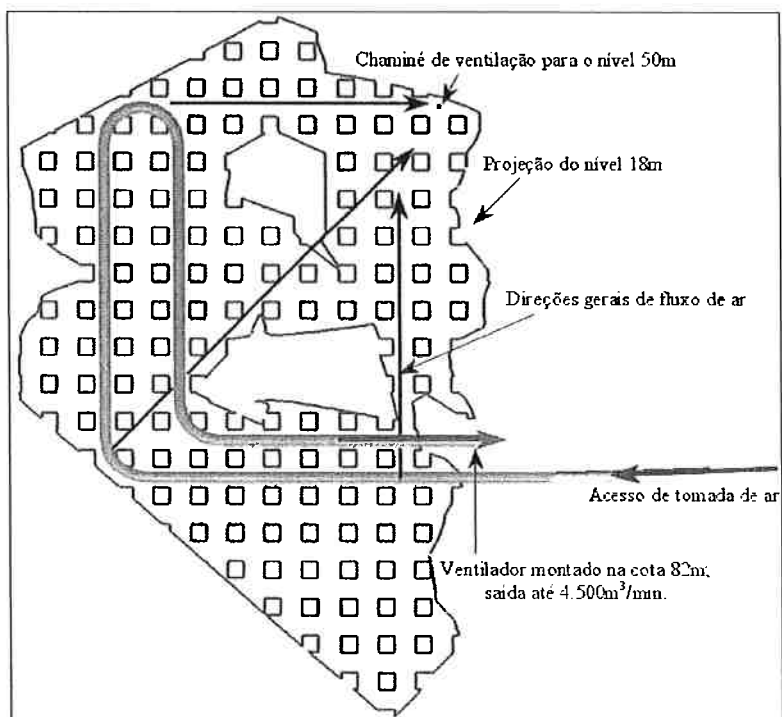 Chaminé de ventilação para o nível 50m
Projeção do nível 18m
Direções gerais de fluxo de ar
Acesso de tomada de ar
Ventilador montado na cota 82m;
saída até 4.500m³/min.